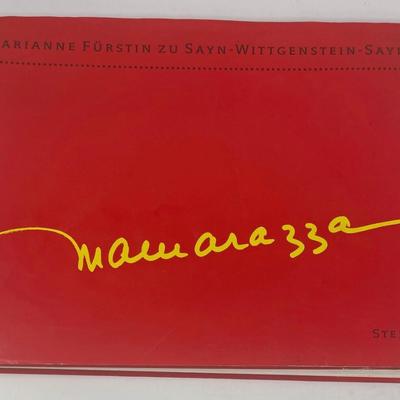 ARIANNE FÜRSTIN ZU SAYN-WITTGENSTEIN-SAY
mamarazza
STE